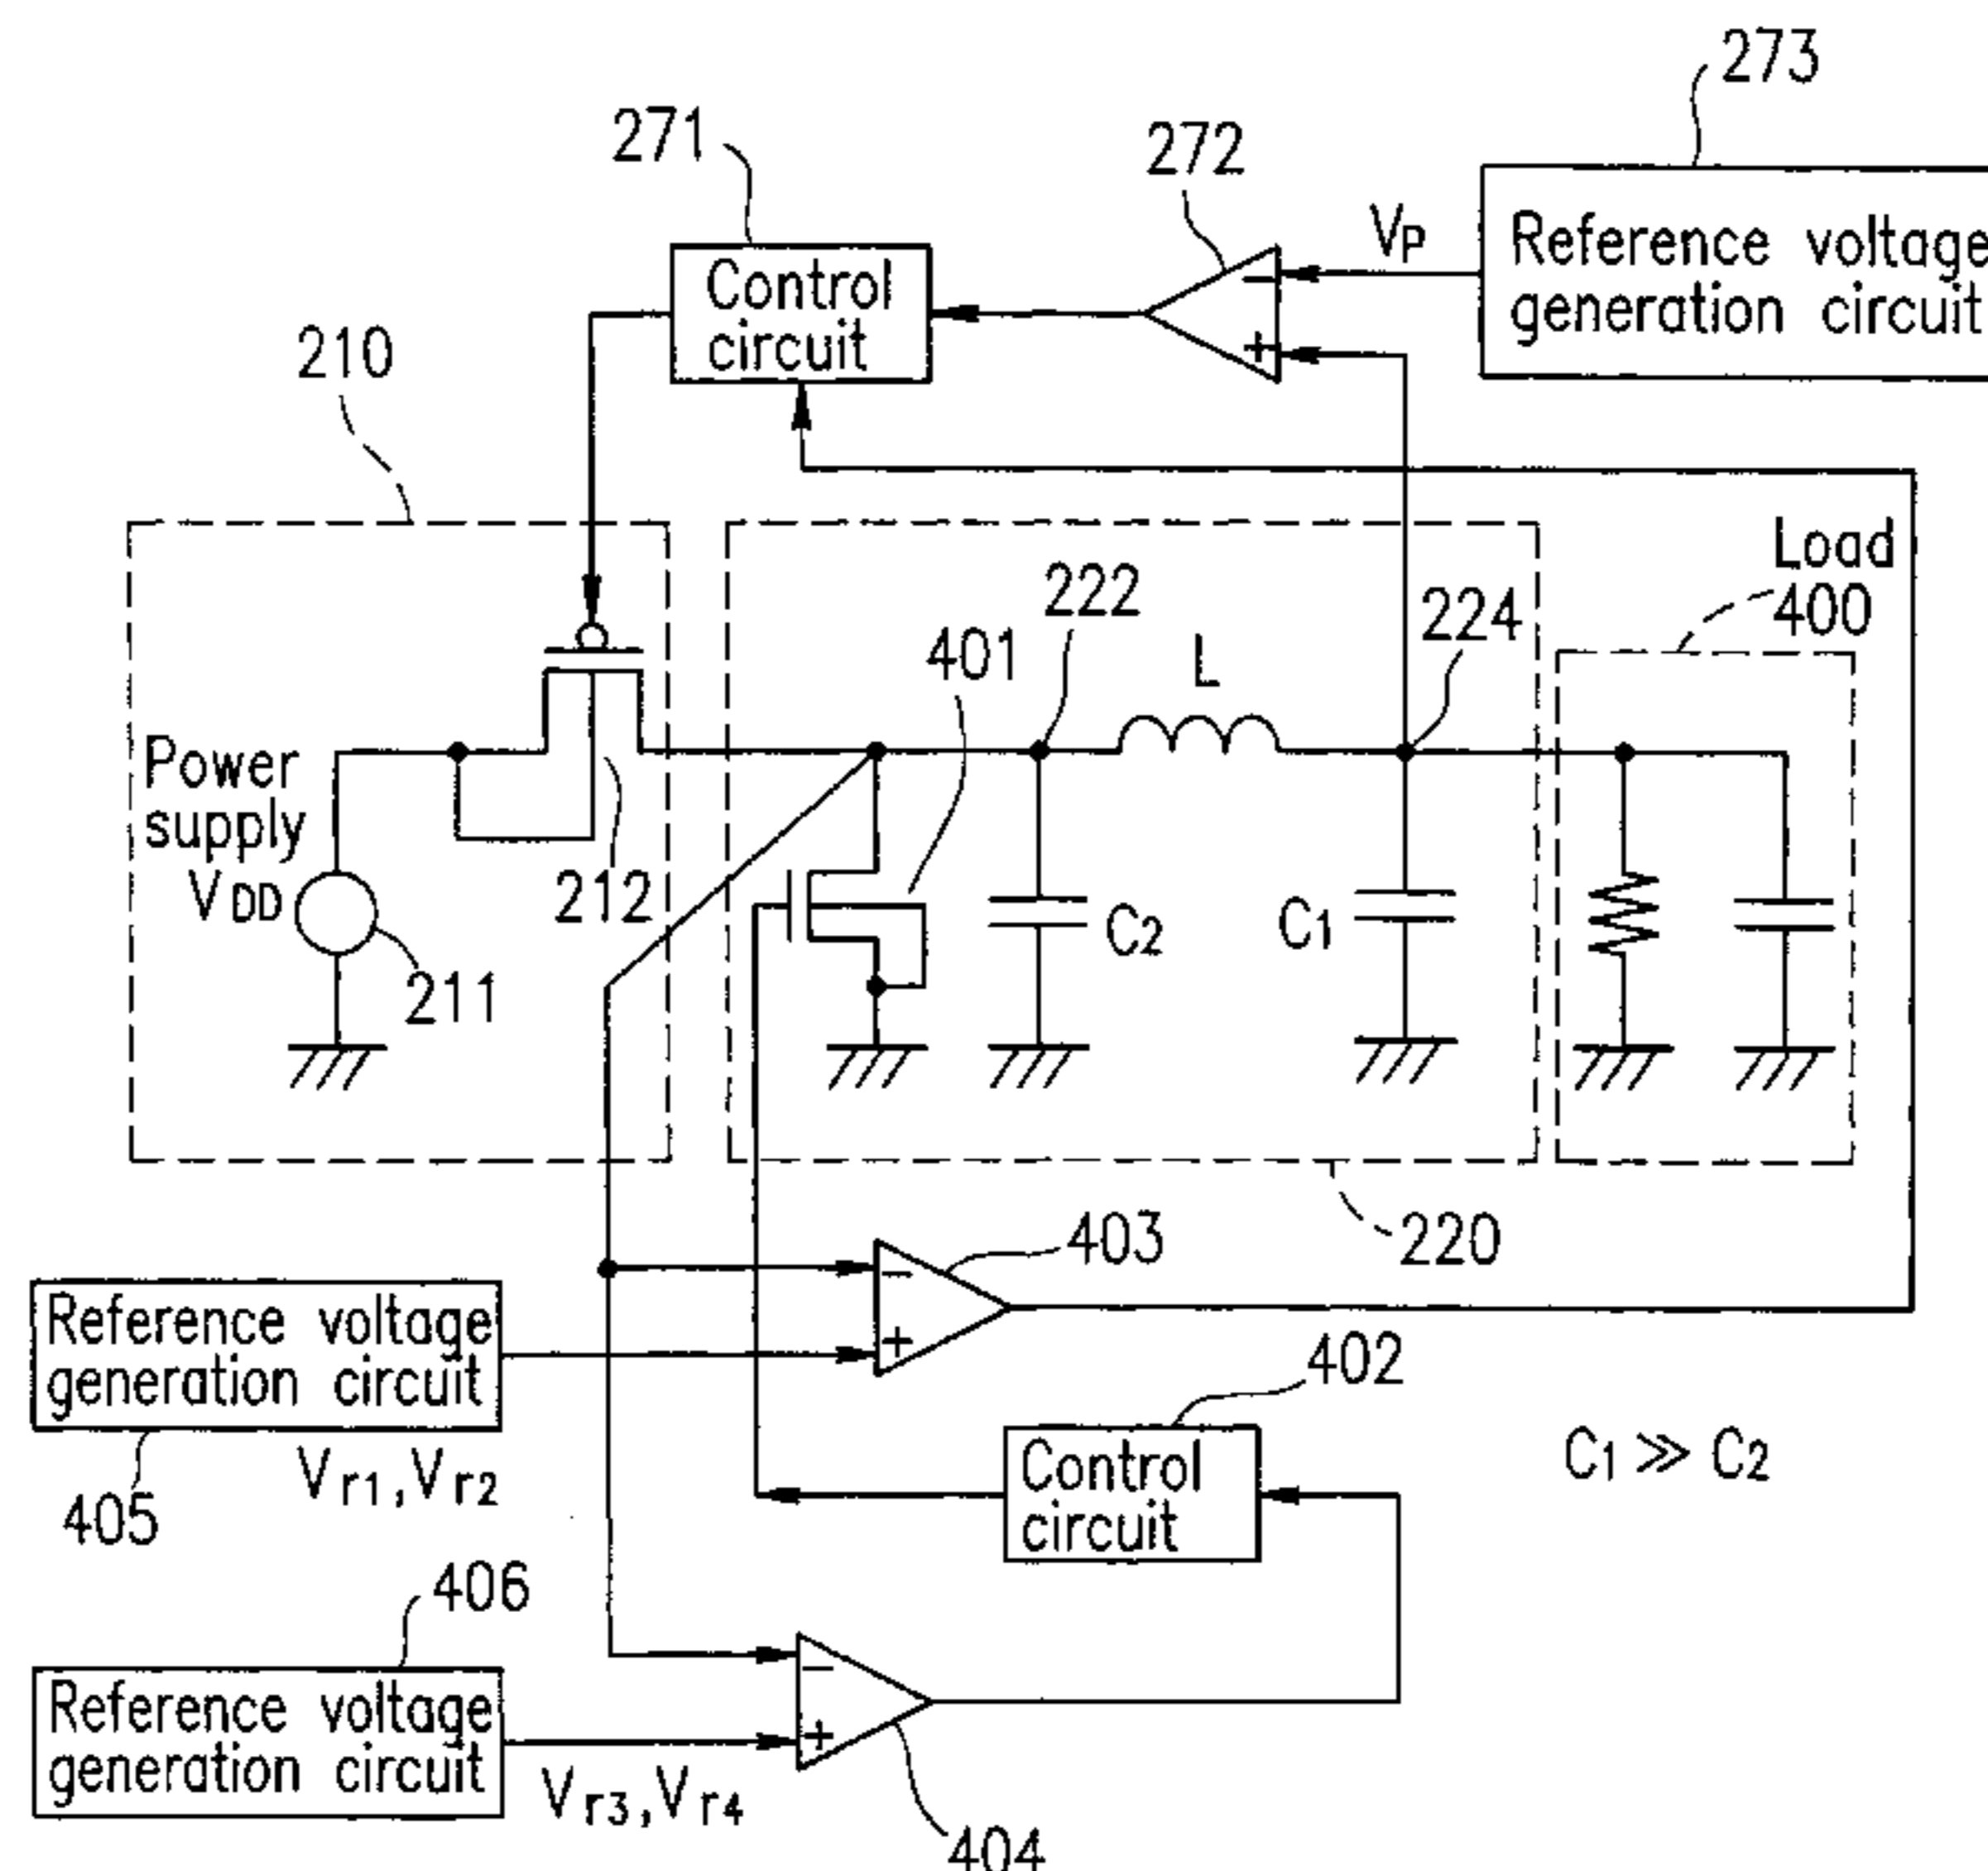 273
271
272
VP
Reference voltage
generation circuit
Control
circuit
−
+
210
Load
400
222
224
401
L
Power
supply
VDD
212
C2
C1
211
403
220
−
+
Reference voltage
generation circuit
402
Vr1,Vr2
405
Control
circuit
C1 ≫ C2
406
Reference voltage
generation circuit
−
+
Vr3,Vr4
404